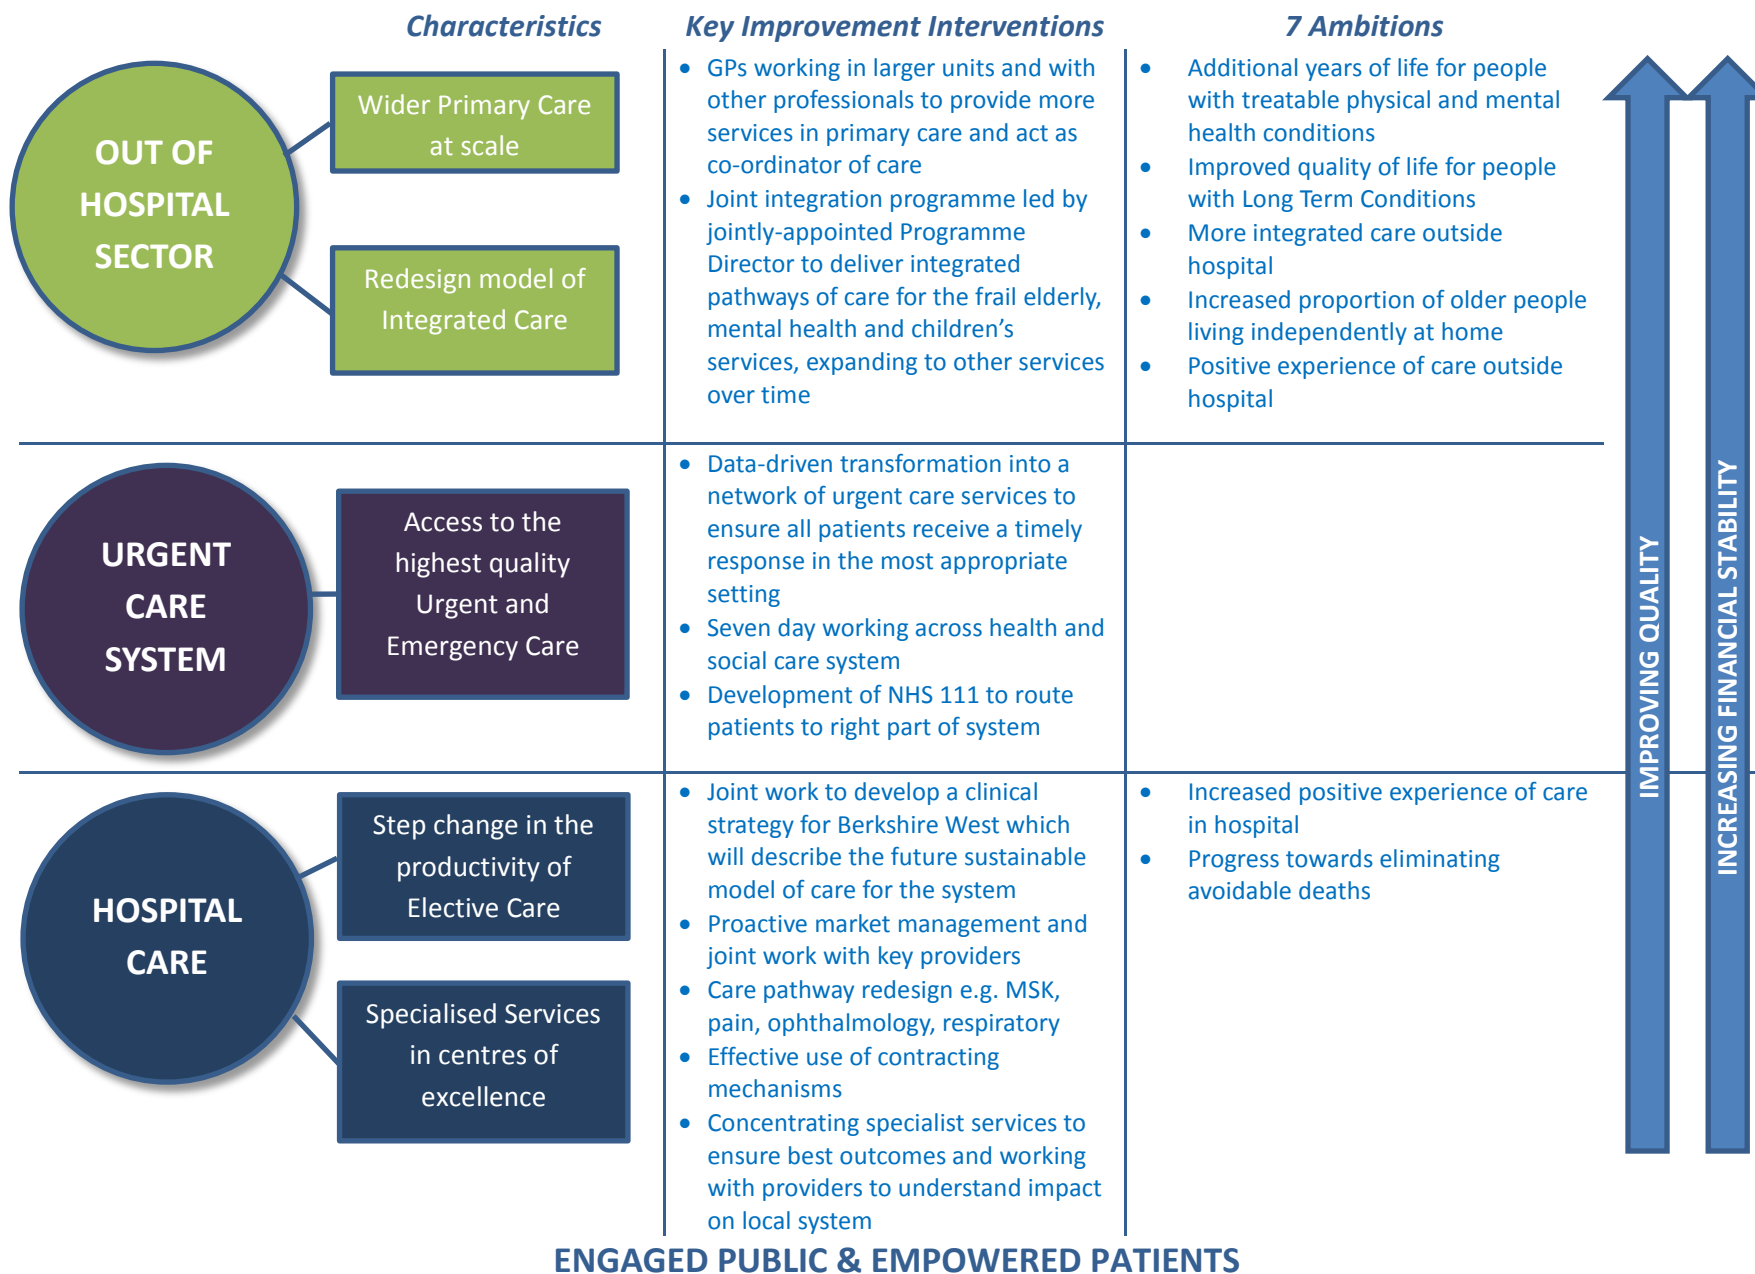 Characteristics
Key Improvement Interventions
7 Ambitions
OUT OF
HOSPITAL
SECTOR
Wider Primary Care
at scale
Redesign model of
Integrated Care
• GPs working in larger units and with
other professionals to provide more
services in primary care and act as
co-ordinator of care
• Joint integration programme led by
jointly-appointed Programme
Director to deliver integrated
pathways of care for the frail elderly,
mental health and children’s
services, expanding to other services
over time
• Additional years of life for people
with treatable physical and mental
health conditions
• Improved quality of life for people
with Long Term Conditions
• More integrated care outside
hospital
• Increased proportion of older people
living independently at home
• Positive experience of care outside
hospital
URGENT
CARE
SYSTEM
Access to the
highest quality
Urgent and
Emergency Care
• Data-driven transformation into a
network of urgent care services to
ensure all patients receive a timely
response in the most appropriate
setting
• Seven day working across health and
social care system
• Development of NHS 111 to route
patients to right part of system
HOSPITAL
CARE
Step change in the
productivity of
Elective Care
Specialised Services
in centres of
excellence
• Joint work to develop a clinical
strategy for Berkshire West which
will describe the future sustainable
model of care for the system
• Proactive market management and
joint work with key providers
• Care pathway redesign e.g. MSK,
pain, ophthalmology, respiratory
• Effective use of contracting
mechanisms
• Concentrating specialist services to
ensure best outcomes and working
with providers to understand impact
on local system
• Increased positive experience of care
in hospital
• Progress towards eliminating
avoidable deaths
IMPROVING QUALITY
INCREASING FINANCIAL STABILITY
ENGAGED PUBLIC & EMPOWERED PATIENTS